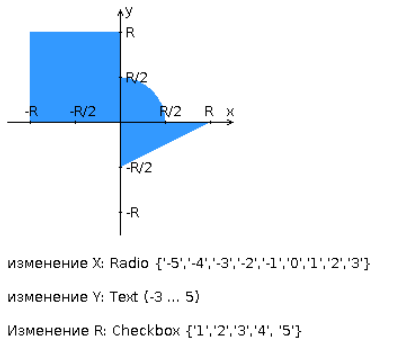 y
R
R/2
-R -R/2 R/2 R x
-R/2
-R
изменение X: Radio {'-5','-4','-3','-2','-1','0','1','2','3'}
изменение Y: Text (-3 ... 5)
Изменение R: Checkbox {'1','2','3','4', '5'}